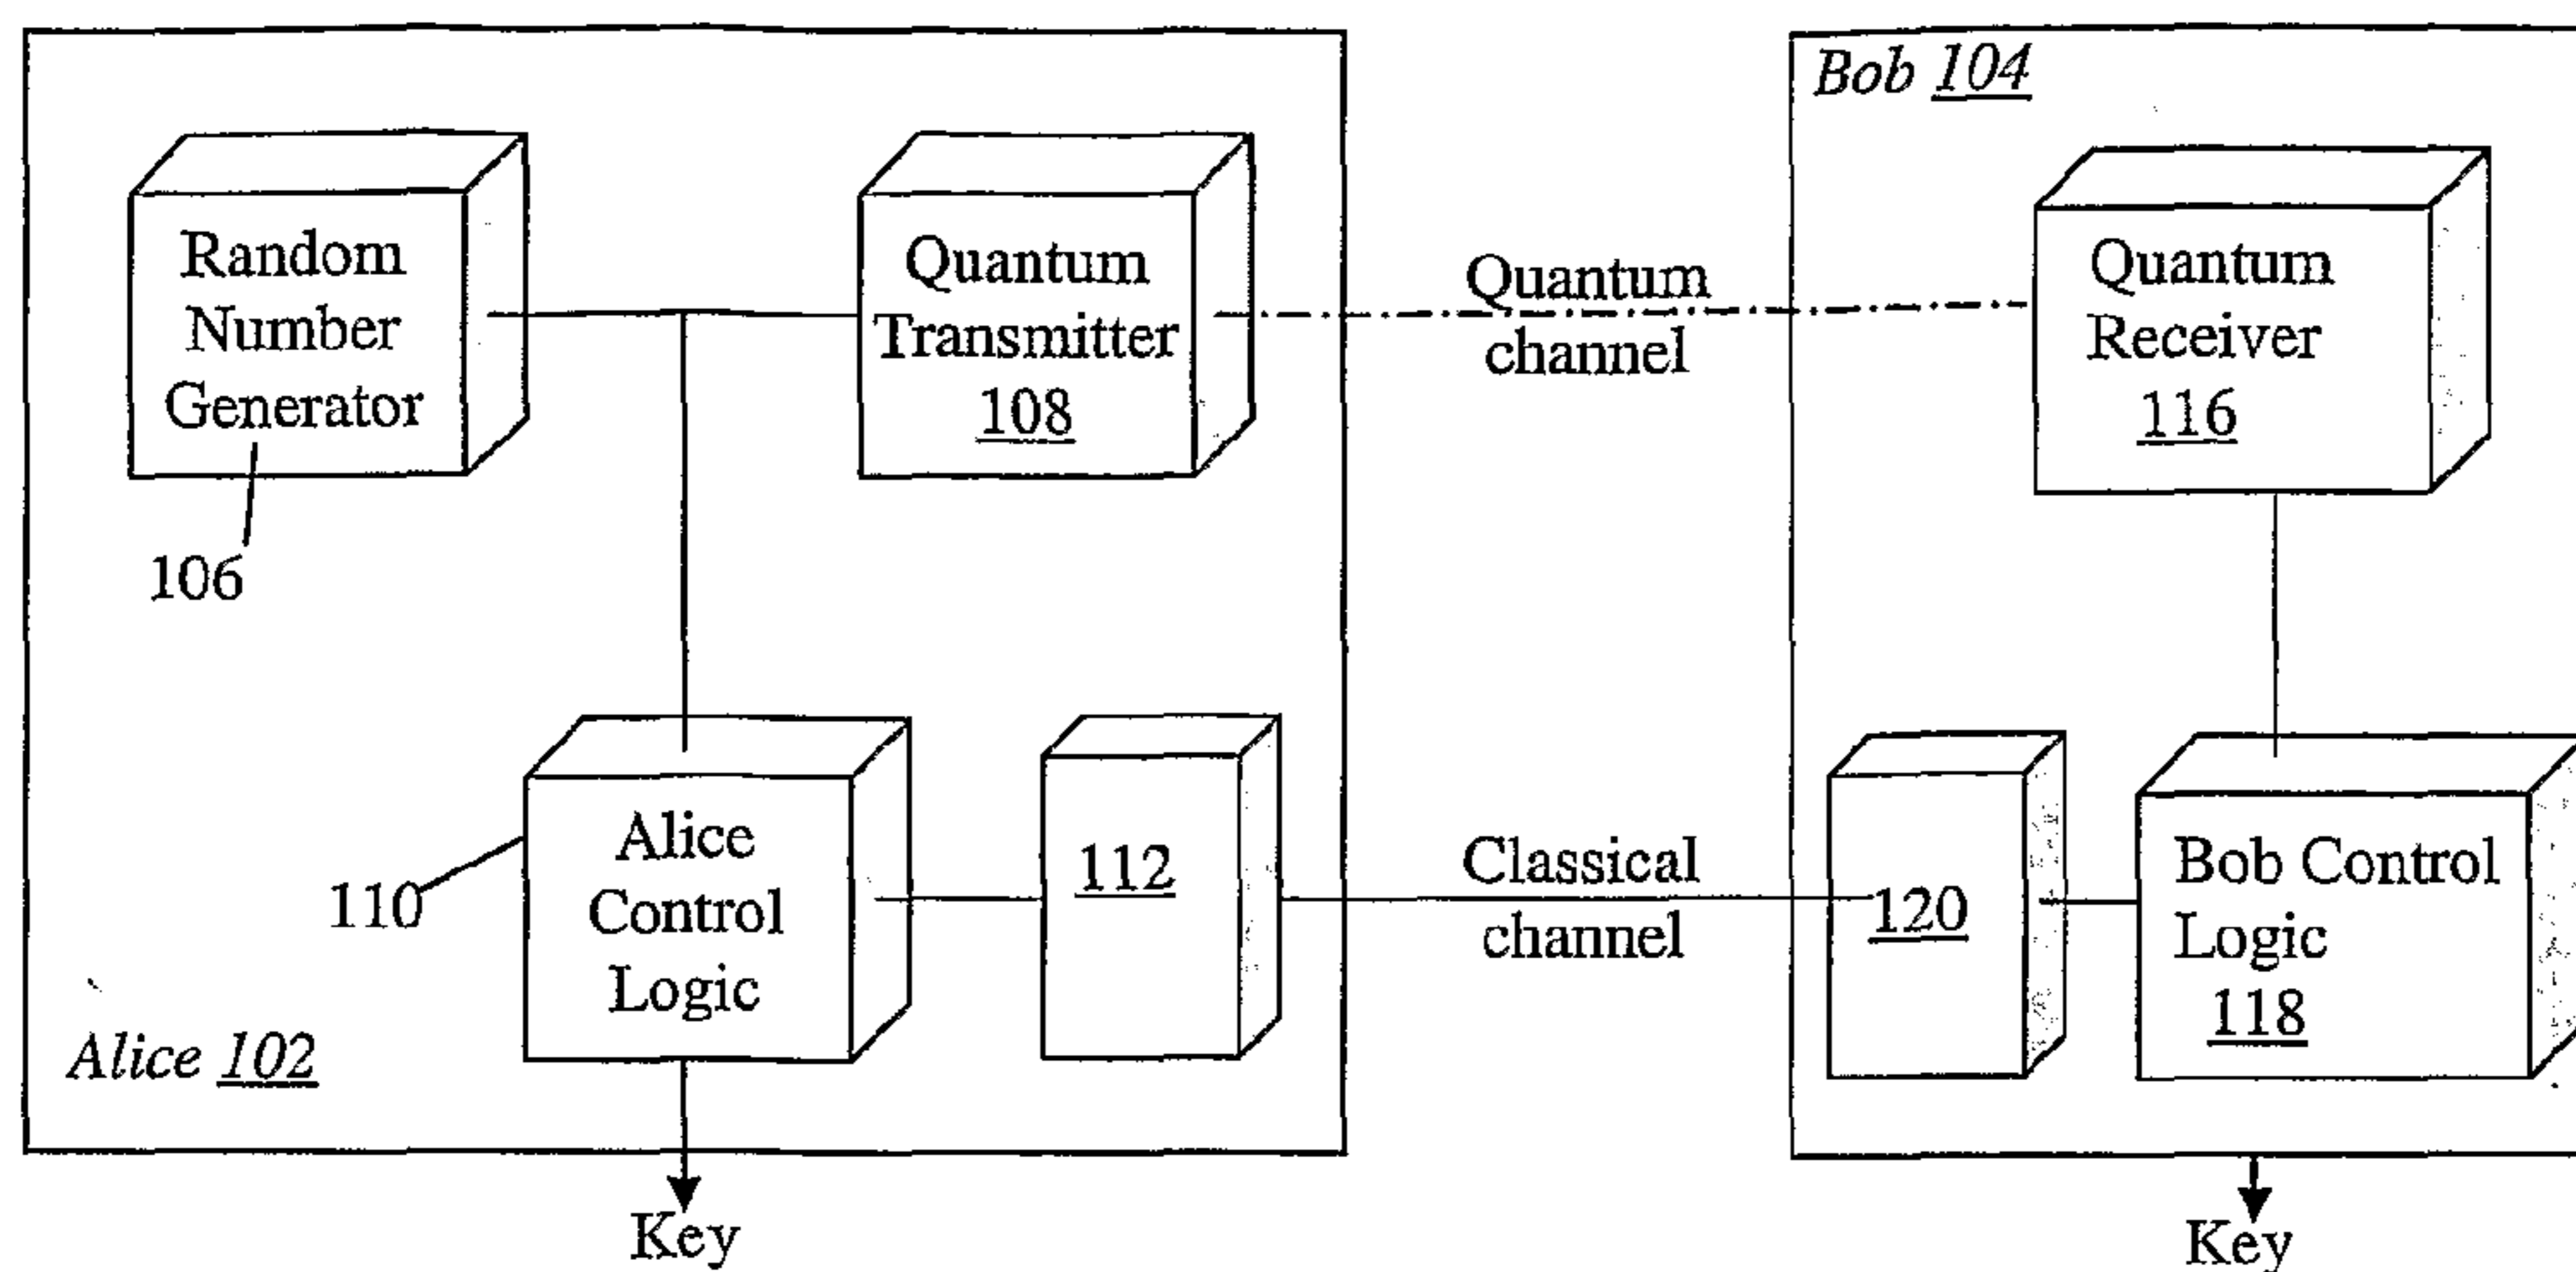 Bob 104
Random
Number
Generator
106
Quantum
Transmitter
108
Quantum
channel
Quantum
Receiver
116
Alice
Control
Logic
110
112
Classical
channel
120
Bob Control
Logic
118
Alice 102
Key
Key